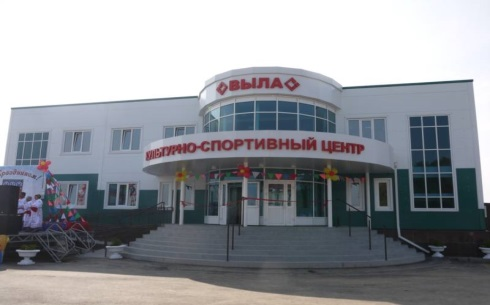 ВЫЛА
КУЛЬТУРНО-СПОРТИВНЫЙ ЦЕНТР